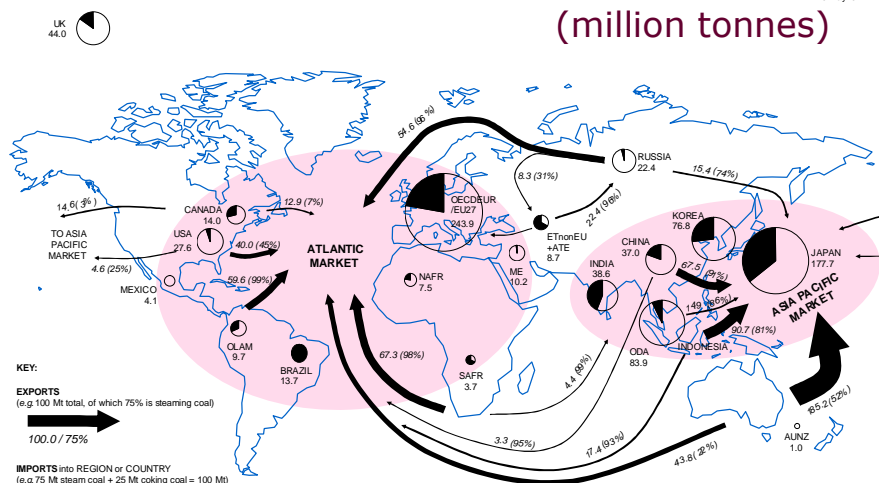 (million tonnes)
UK
44.0
54.6 (96%)
RUSSIA
22.4
15.4 (74%)
8.3 (31%)
22.4 (96%)
OECDEUR
/EU27
243.9
ETnonEU
+ATE
8.7
14.6( 3%)
CANADA
14.0
12.9 (7%)
USA
27.6
40.0 (45%)
TO ASIA
PACIFIC
MARKET
4.6 (25%)
ATLANTIC
MARKET
59.6 (99%)
MEXICO
4.1
NAFR
7.5
ME
10.2
KOREA
76.8
CHINA
37.0
INDIA
38.6
JAPAN
177.7
67.5 (91%)
ASIA PACIFIC
MARKET
90.7 (81%)
INDONESIA
ODA
83.9
OLAM
9.7
BRAZIL
13.7
67.3 (98%)
SAFR
3.7
4.4 (99%)
3.3 (95%)
17.4 (93%)
43.8 (22%)
185.2 (52%)
AUNZ
1.0
KEY:
EXPORTS
(e.g.100 Mt total, of which 75% is steaming coal)
100.0 / 75%
IMPORTS into REGION or COUNTRY
(e.g.75 Mt steam coal + 25 Mt coking coal = 100 Mt)